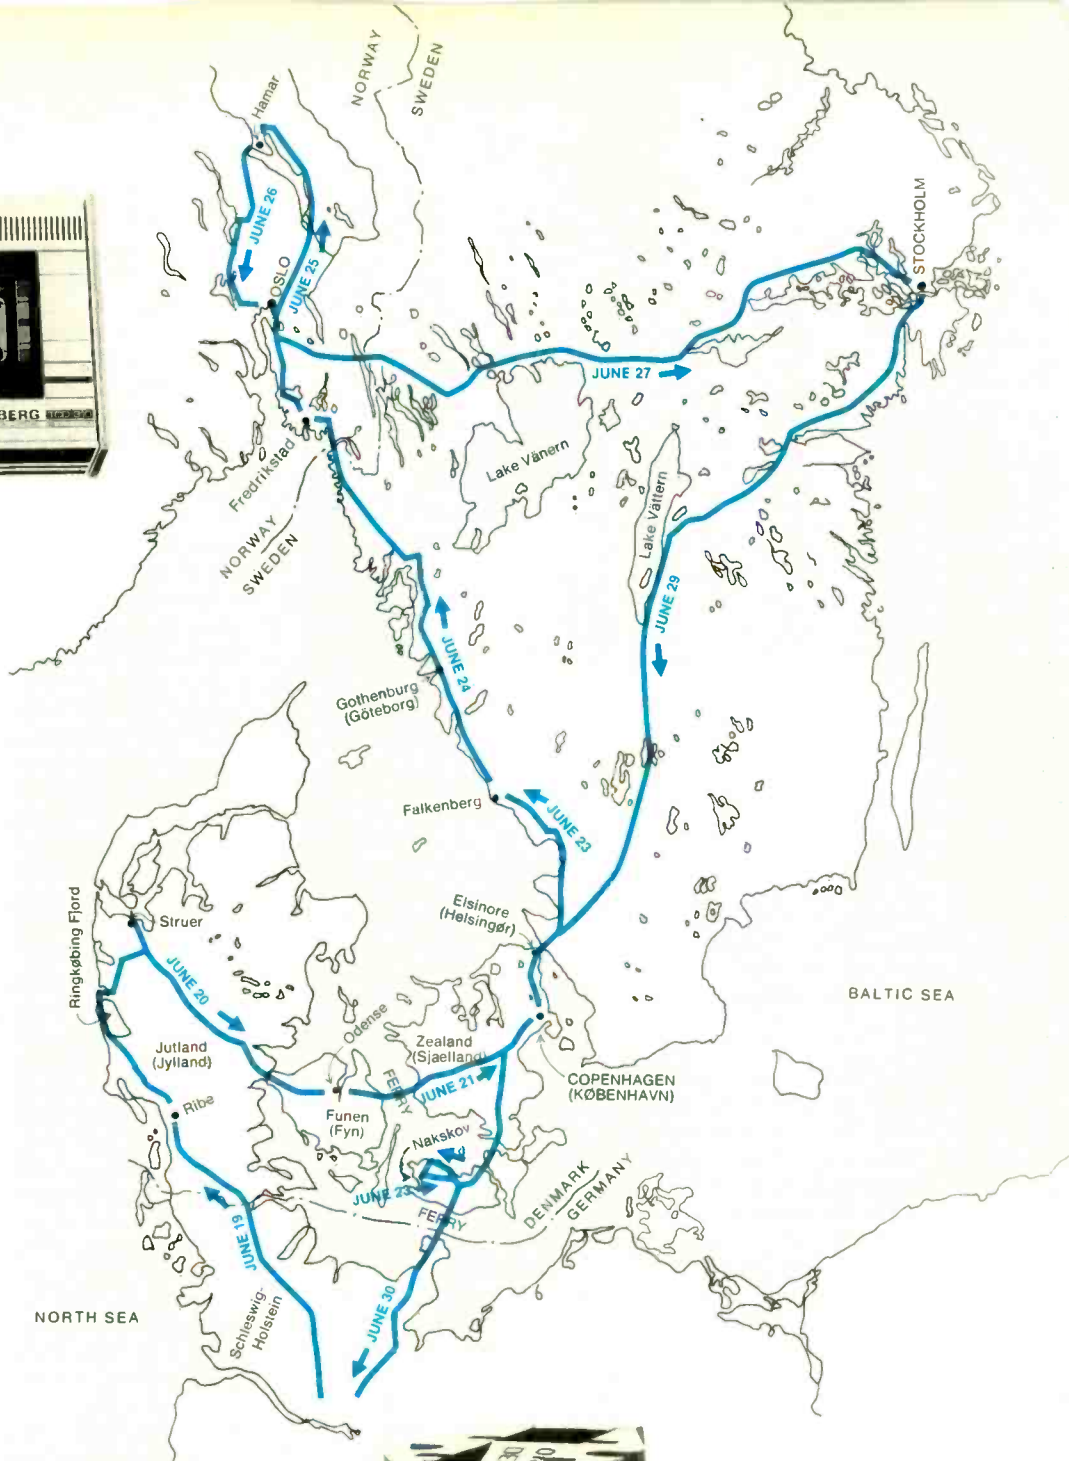 NORWAY
SWEDEN
Hamar
JUNE 26
OSLO
JUNE 25
STOCKHOLM
JUNE 27
BERG
Fredrikstad
Lake Vänern
Lake Vättern
NORWAY
SWEDEN
JUNE 29
JUNE 24
Gothenburg
(Göteborg)
Falkenberg
JUNE 23
Elsinore
(Helsingør)
Ringkøbing Fjord
Struer
JUNE 20
BALTIC SEA
Odense
Zealand
(Sjaelland)
Jutland
(Jylland)
FERRY
JUNE 21
COPENHAGEN
(KØBENHAVN)
Ribe
Funen
(Fyn)
Nakskov
JUNE 23
FERRY
DENMARK
GERMANY
JUNE 19
JUNE 30
NORTH SEA
Schleswig-
Holstein